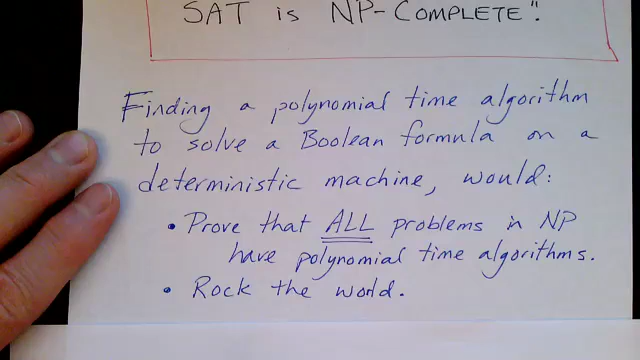 SAT is NP-COMPLETE".
Finding a polynomial time algorithm
to solve a Boolean formula on a
deterministic machine, would:
• Prove that ALL problems in NP
have polynomial time algorithms.
• Rock the world.